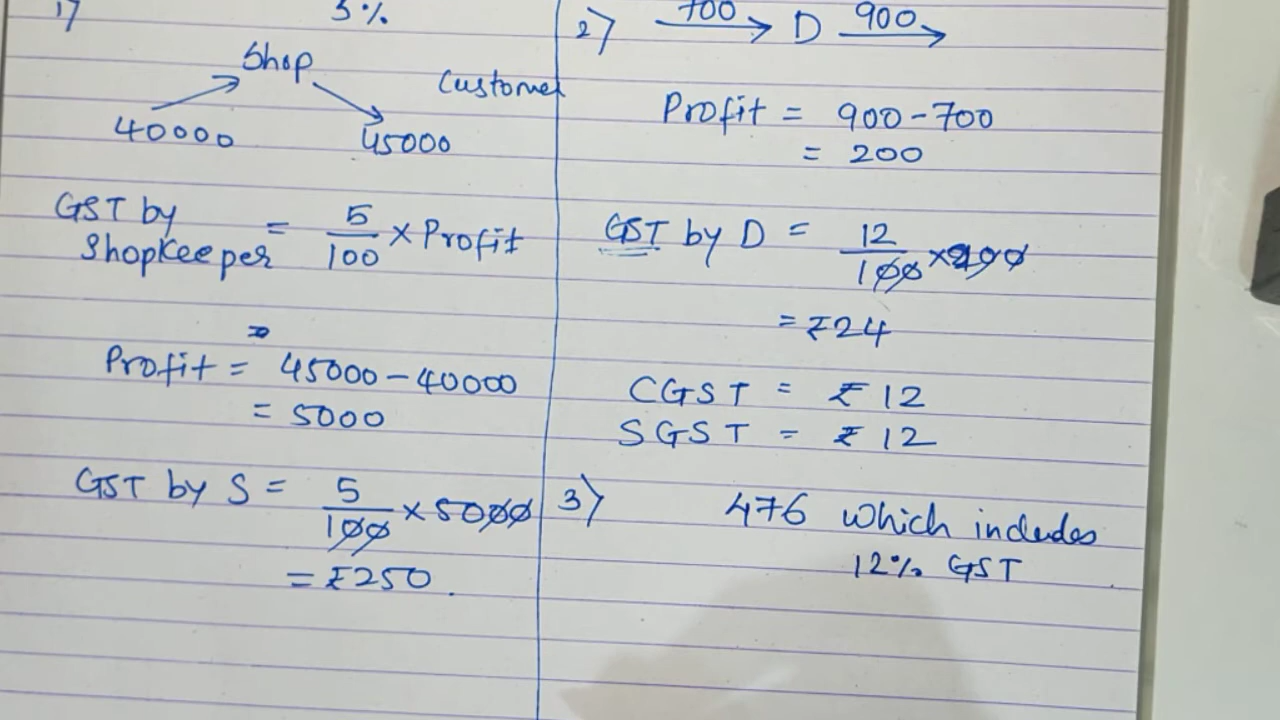 1) 5%
Shop
Customer
40000 45000
GST by
Shopkeeper = 5/100 × Profit
Profit = 45000 - 40000
= 5000
GST by S = 5/100 × 5000
= ₹250.
2) 700 → D 900 →
Profit = 900 - 700
= 200
GST by D = 12/100 × 200
= ₹24
CGST = ₹12
SGST = ₹12
3) 476 which includes
12% GST